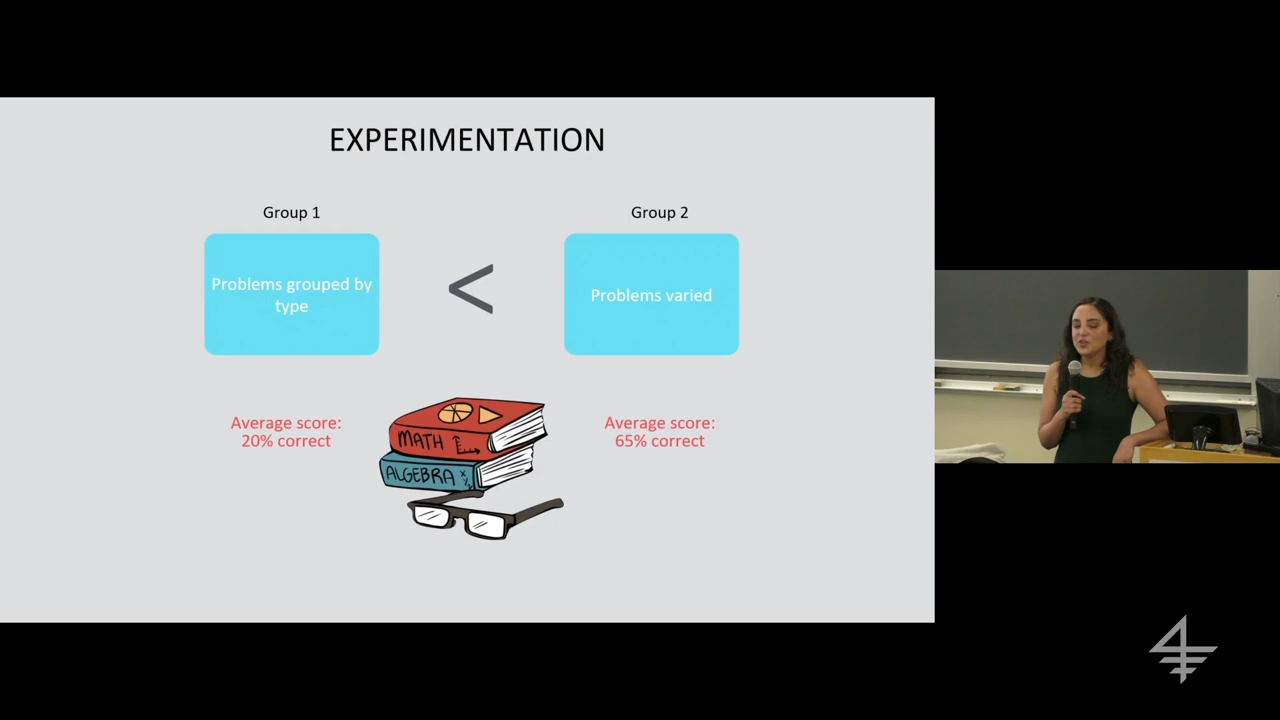 EXPERIMENTATION
Group 1
Group 2
Problems grouped by
type
<
Problems varied
Average score:
20% correct
Average score:
65% correct
MATH
ALGEBRA x/y